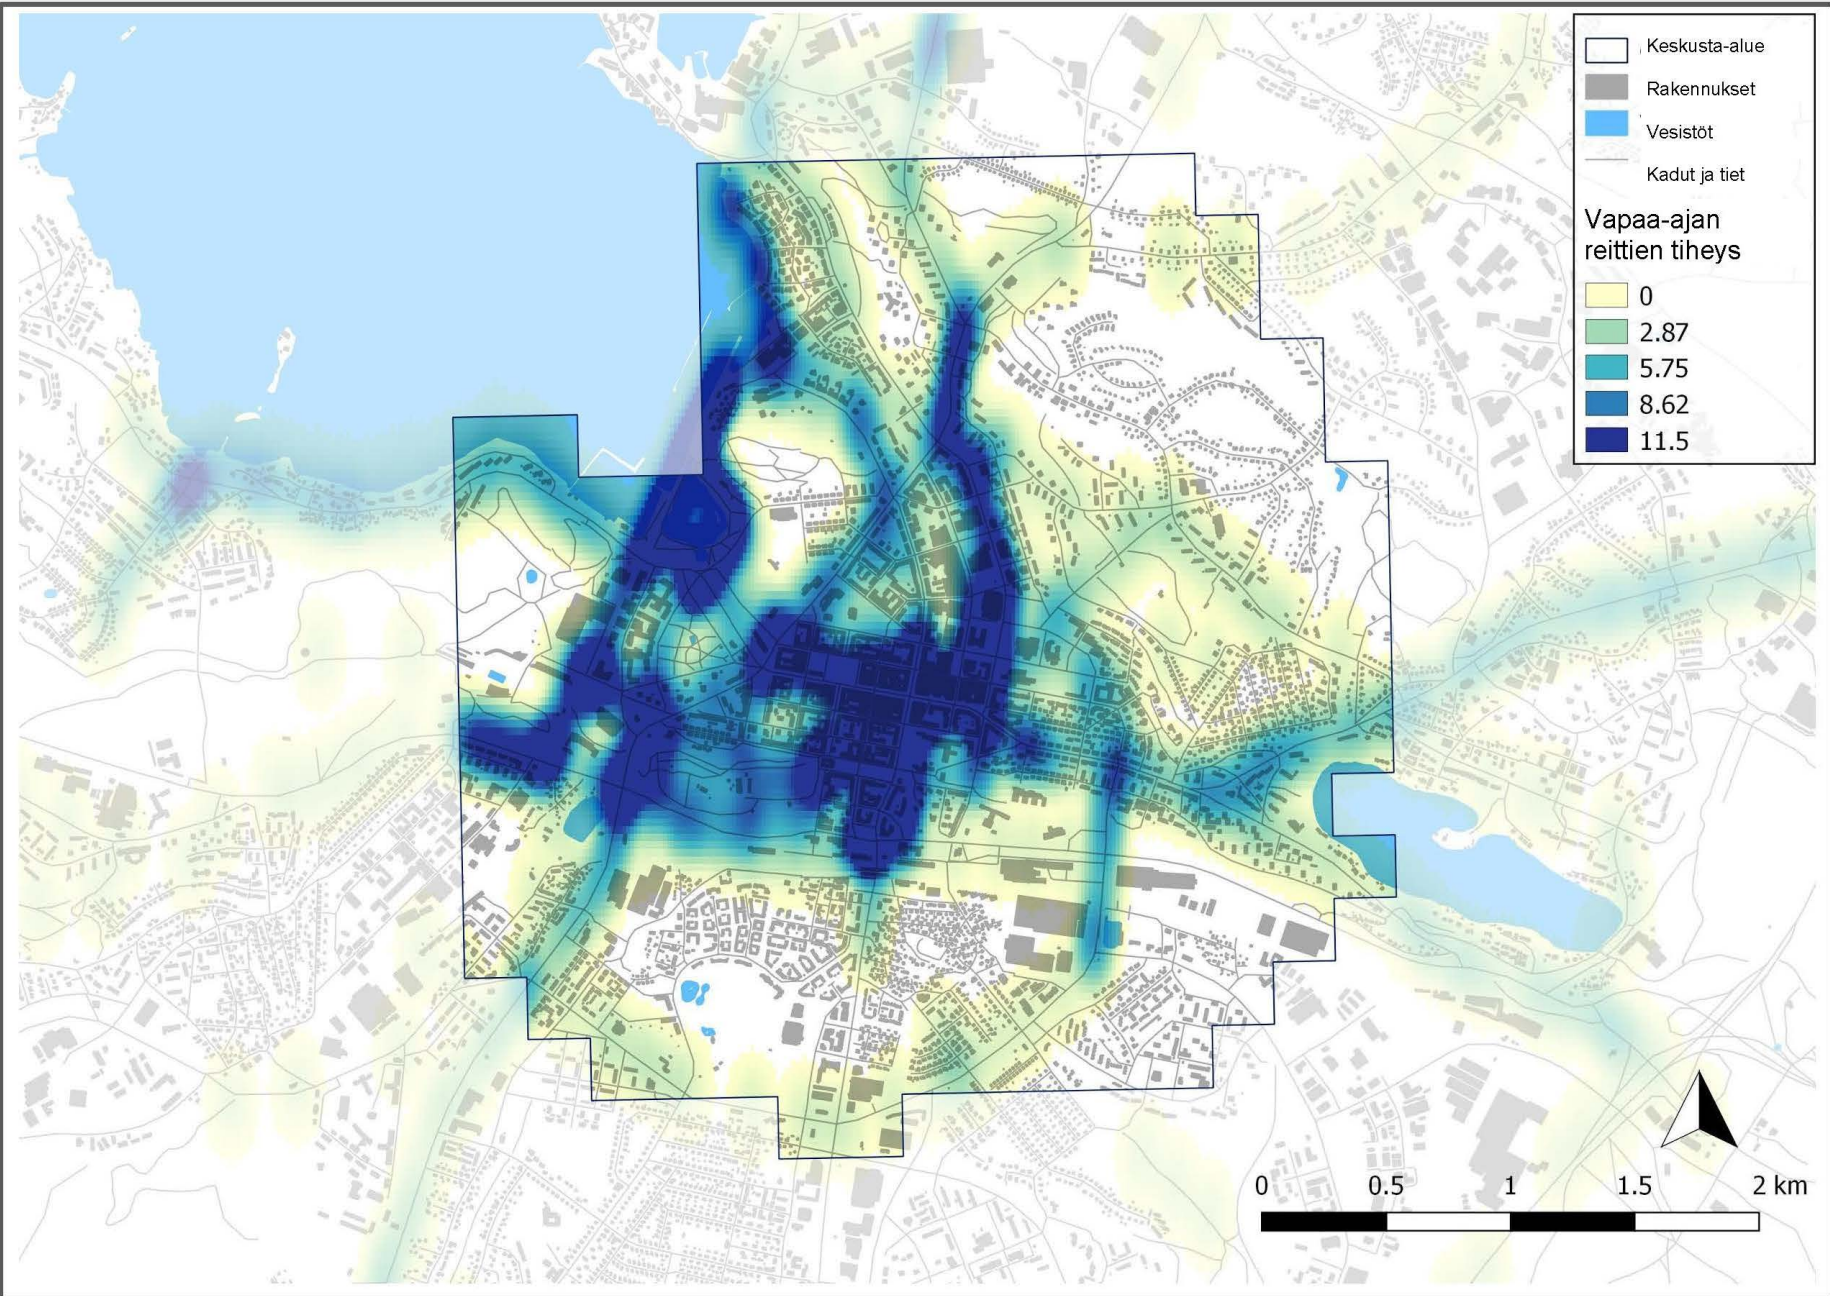 Keskusta-alue
Rakennukset
Vesistöt
Kadut ja tiet
Vapaa-ajan
reittien tiheys
0
2.87
5.75
8.62
11.5
0 0.5 1 1.5 2 km